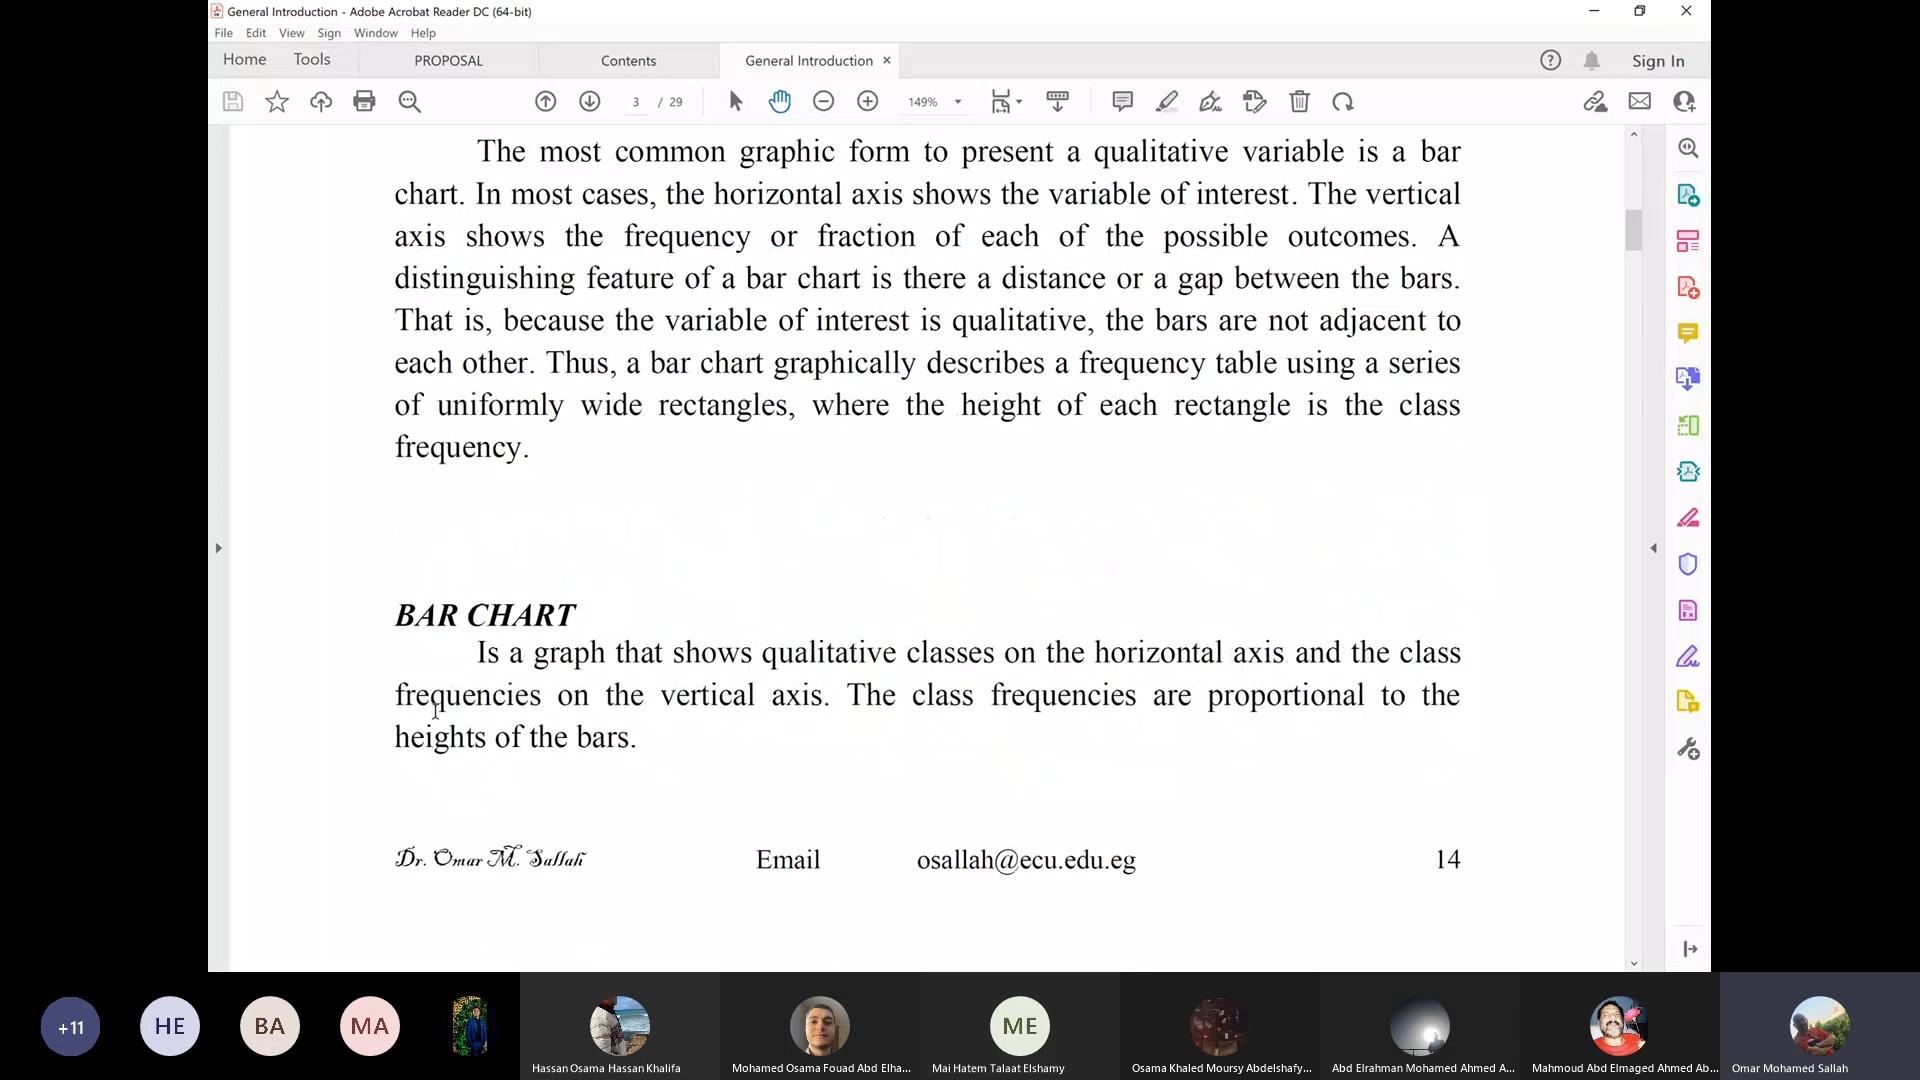 General Introduction - Adobe Acrobat Reader DC (64-bit)
File Edit View Sign Window Help
Home Tools PROPOSAL Contents General Introduction Sign In
3 / 29 149%
The most common graphic form to present a qualitative variable is a bar
chart. In most cases, the horizontal axis shows the variable of interest. The vertical
axis shows the frequency or fraction of each of the possible outcomes. A
distinguishing feature of a bar chart is there a distance or a gap between the bars.
That is, because the variable of interest is qualitative, the bars are not adjacent to
each other. Thus, a bar chart graphically describes a frequency table using a series
of uniformly wide rectangles, where the height of each rectangle is the class
frequency.
BAR CHART
Is a graph that shows qualitative classes on the horizontal axis and the class
frequencies on the vertical axis. The class frequencies are proportional to the
heights of the bars.
Dr. Omar M. Sallah Email osallah@ecu.edu.eg 14
+11 HE BA MA ME
Hassan Osama Hassan Khalifa Mohamed Osama Fouad Abd Elha... Mai Hatem Talaat Elshamy Osama Khaled Moursy Abdelshafy... Abd Elrahman Mohamed Ahmed A... Mahmoud Abd Elmaged Ahmed Ab... Omar Mohamed Sallah